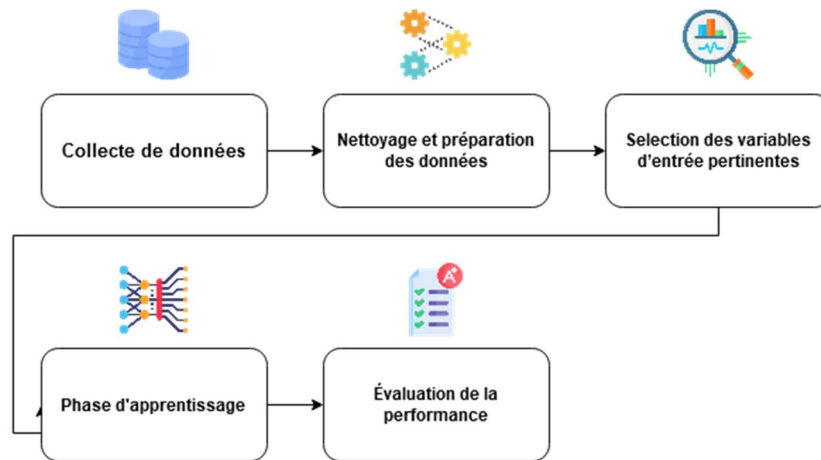 Collecte de données
Nettoyage et préparation
des données
Selection des variables
d'entrée pertinentes
A+
Phase d'apprentissage
Évaluation de la
performance